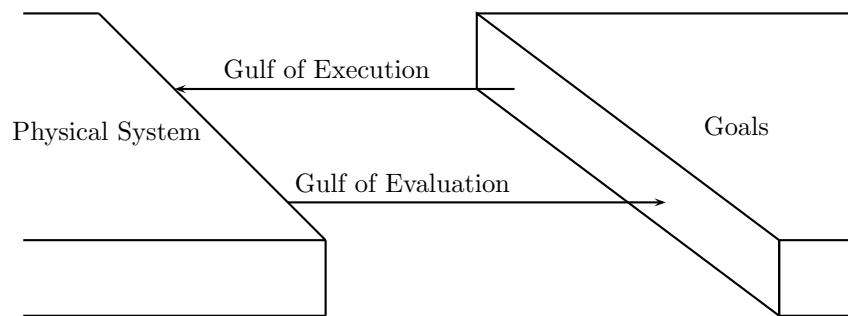 Gulf of Execution
Physical System
Goals
Gulf of Evaluation